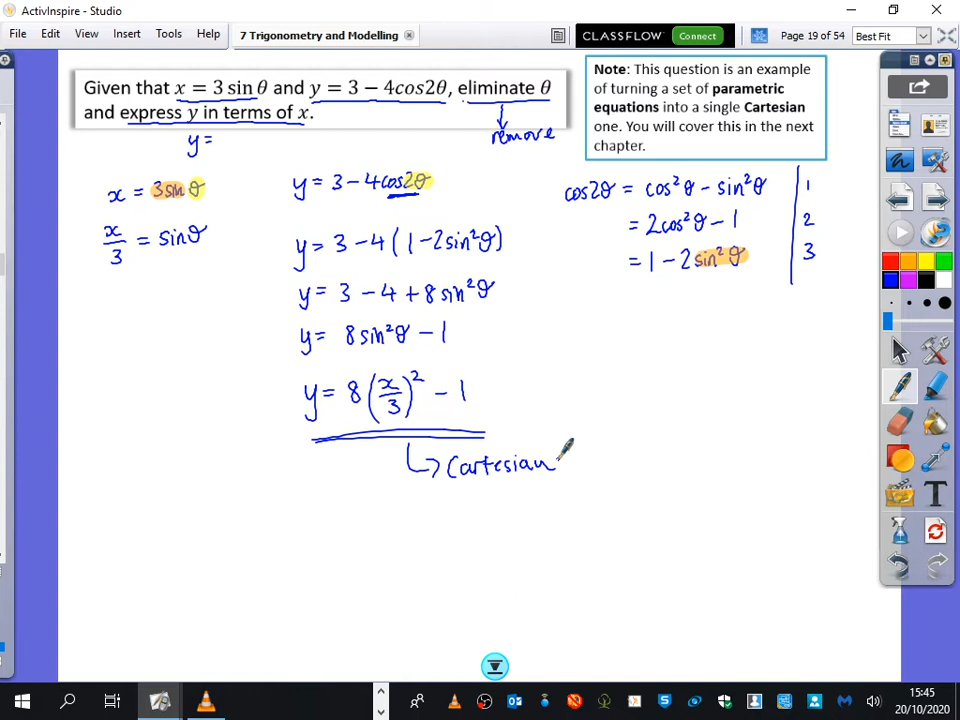 ActivInspire - Studio
File Edit View Insert Tools Help
7 Trigonometry and Modelling
CLASSFLOW Connect
Page 19 of 54
Best Fit
Given that x = 3 sin θ and y = 3 − 4cos2θ, eliminate θ
and express y in terms of x.
Note: This question is an example
of turning a set of parametric
equations into a single Cartesian
one. You will cover this in the next
chapter.
remove
y =
x = 3sinθ
x/3 = sinθ
y = 3 − 4cos2θ
y = 3 − 4(1 − 2sin²θ)
y = 3 − 4 + 8sin²θ
y = 8sin²θ − 1
y = 8(x/3)² − 1
Cartesian
cos2θ = cos²θ − sin²θ 1
= 2cos²θ − 1 2
= 1 − 2sin²θ 3
15:45
20/10/2020